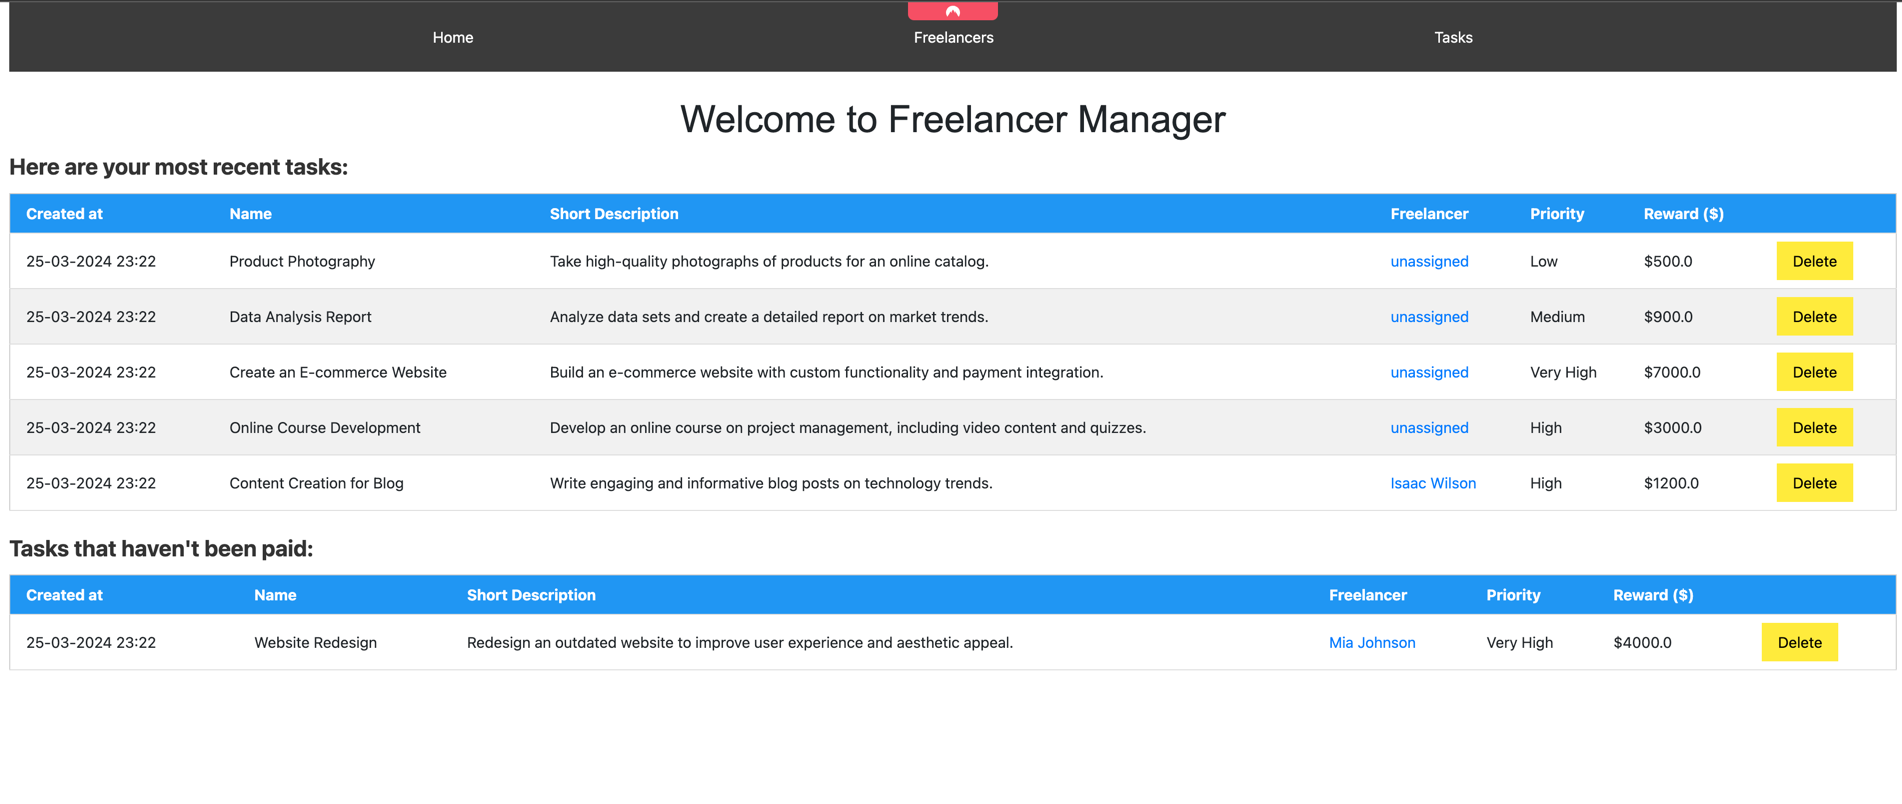 Home Freelancers Tasks
Welcome to Freelancer Manager
Here are your most recent tasks:
Created at Name Short Description Freelancer Priority Reward ($)
25-03-2024 23:22 Product Photography Take high-quality photographs of products for an online catalog. unassigned Low $500.0 Delete
25-03-2024 23:22 Data Analysis Report Analyze data sets and create a detailed report on market trends. unassigned Medium $900.0 Delete
25-03-2024 23:22 Create an E-commerce Website Build an e-commerce website with custom functionality and payment integration. unassigned Very High $7000.0 Delete
25-03-2024 23:22 Online Course Development Develop an online course on project management, including video content and quizzes. unassigned High $3000.0 Delete
25-03-2024 23:22 Content Creation for Blog Write engaging and informative blog posts on technology trends. Isaac Wilson High $1200.0 Delete
Tasks that haven't been paid:
Created at Name Short Description Freelancer Priority Reward ($)
25-03-2024 23:22 Website Redesign Redesign an outdated website to improve user experience and aesthetic appeal. Mia Johnson Very High $4000.0 Delete